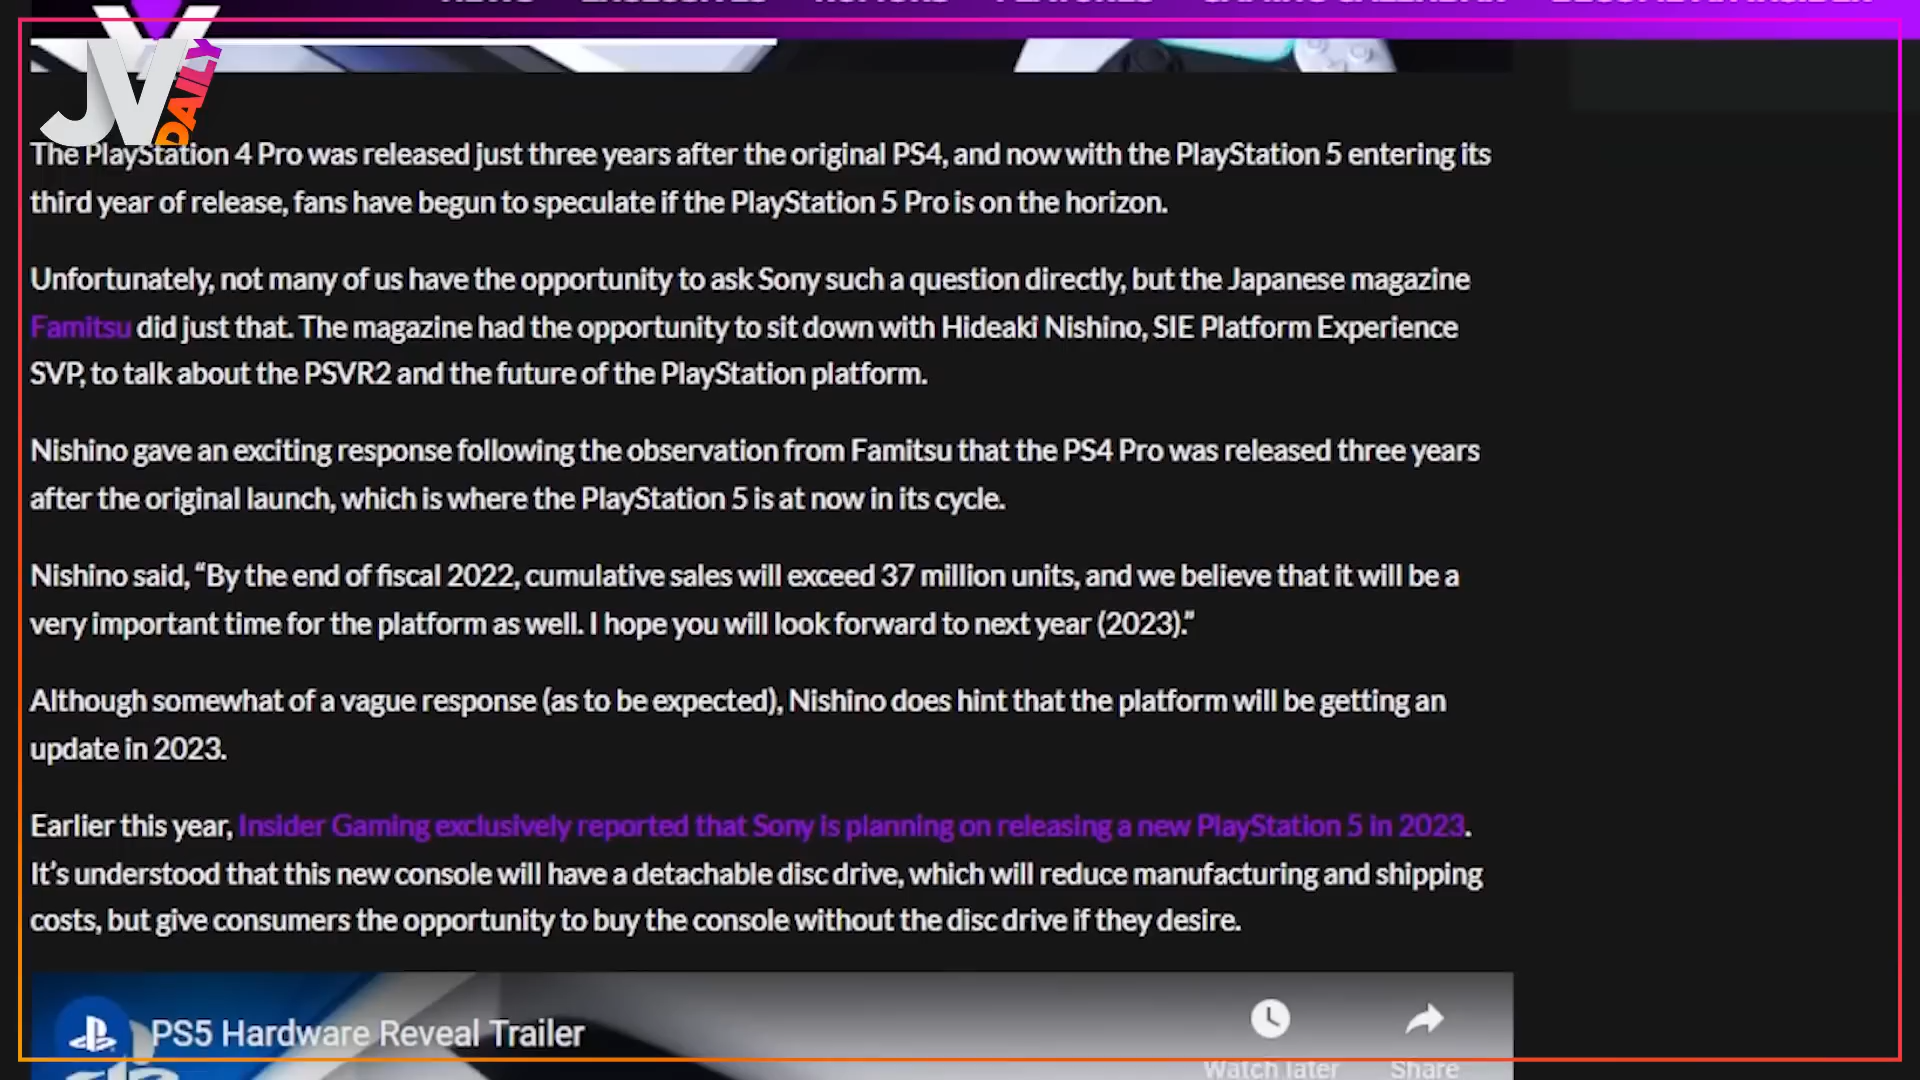 NEWS EXCLUSIVES RUMORS FEATURES GAMING CALENDAR BECOME AN INSIDER
JV
DAILY
The PlayStation 4 Pro was released just three years after the original PS4, and now with the PlayStation 5 entering its
third year of release, fans have begun to speculate if the PlayStation 5 Pro is on the horizon.
Unfortunately, not many of us have the opportunity to ask Sony such a question directly, but the Japanese magazine
Famitsu did just that. The magazine had the opportunity to sit down with Hideaki Nishino, SIE Platform Experience
SVP, to talk about the PSVR2 and the future of the PlayStation platform.
Nishino gave an exciting response following the observation from Famitsu that the PS4 Pro was released three years
after the original launch, which is where the PlayStation 5 is at now in its cycle.
Nishino said, “By the end of fiscal 2022, cumulative sales will exceed 37 million units, and we believe that it will be a
very important time for the platform as well. I hope you will look forward to next year (2023).”
Although somewhat of a vague response (as to be expected), Nishino does hint that the platform will be getting an
update in 2023.
Earlier this year, Insider Gaming exclusively reported that Sony is planning on releasing a new PlayStation 5 in 2023.
It’s understood that this new console will have a detachable disc drive, which will reduce manufacturing and shipping
costs, but give consumers the opportunity to buy the console without the disc drive if they desire.
PS5 Hardware Reveal Trailer
Watch later Share